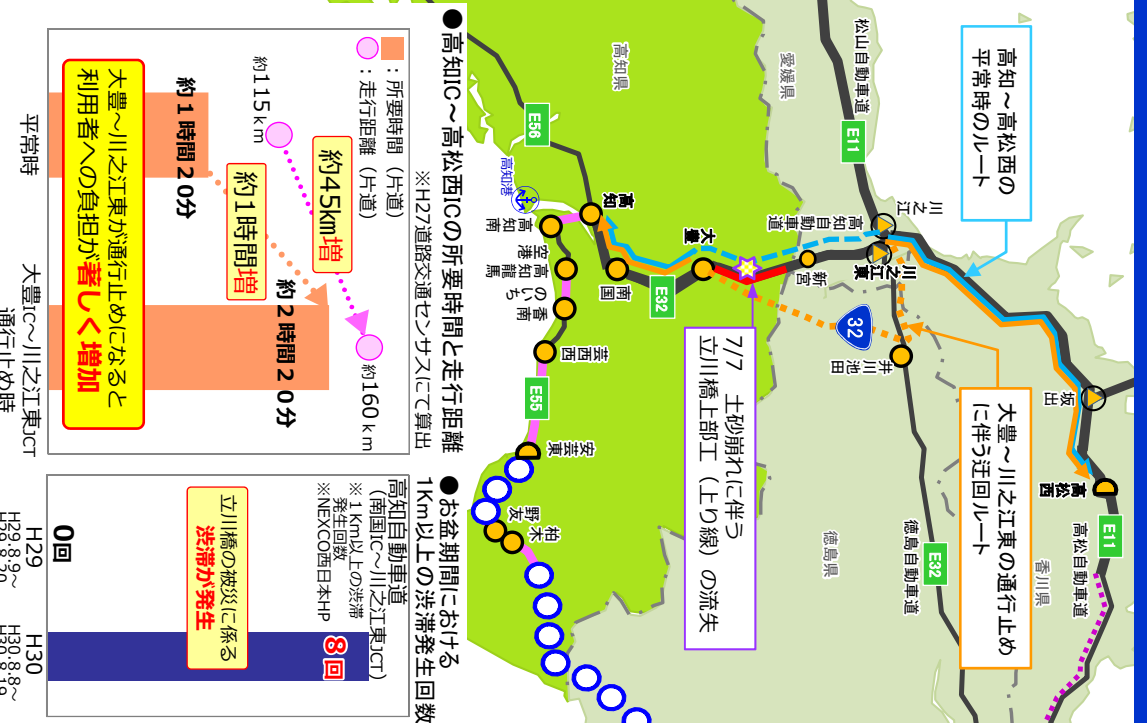 高知～高松西の
平常時のルート
松山自動車道
E11
愛媛県
高知県
E56
高知港
川之江
高知自動車道
川之江東
新宮
大豊
高知
南国
E32
高知南
高知龍馬
空港
香南
のいち
芸西西
E55
安芸東
32
井川池田
坂出
高松西
E11
高松自動車道
香川県
大豊～川之江東の通行止め
に伴う迂回ルート
徳島自動車道
E32
徳島県
7/7　土砂崩れに伴う
立川橋上部工（上り線）の流失
野友
柏木
●高知IC～高松西ICの所要時間と走行距離
※H27道路交通センサスにて算出
：所要時間（片道）
：走行距離（片道）
約115km
約45km増
約160km
約1時間20分
約1時間増
約2時間20分
大豊～川之江東が通行止めになると
利用者への負担が著しく増加
平常時
大豊IC～川之江東JCT
通行止め時
●お盆期間における
1Km以上の渋滞発生回数
高知自動車道
（南国IC～川之江東JCT）
※1Km以上の渋滞
発生回数
※NEXCO西日本HP
立川橋の被災に係る
渋滞が発生
0回
8回
H29
H29.8.9～
H29.8.20
H30
H30.8.8～
H30.8.19